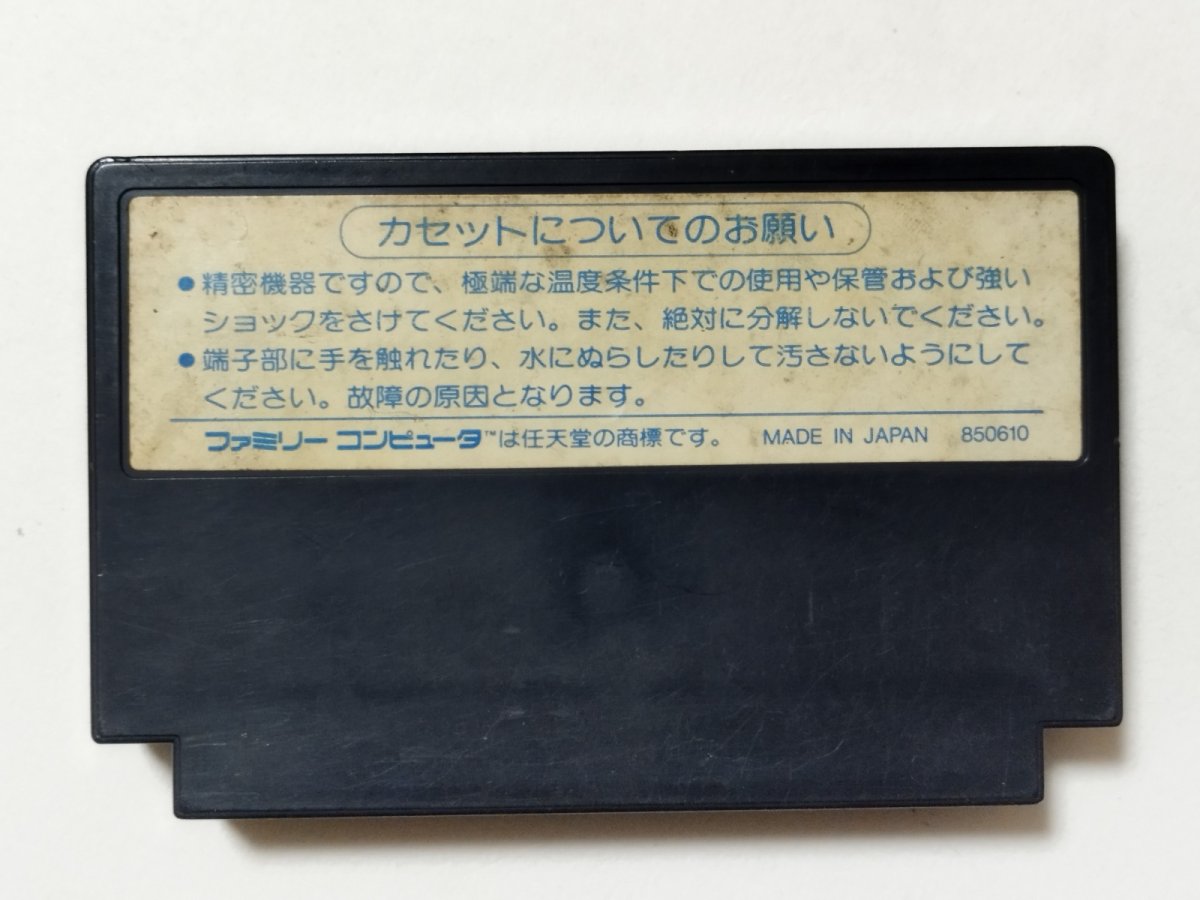 カセットについてのお願い
●精密機器ですので、極端な温度条件下での使用や保管および強い
ショックをさけてください。また、絶対に分解しないでください。
●端子部に手を触れたり、水にぬらしたりして汚さないようにして
ください。故障の原因となります。
ファミリーコンピュータ™は任天堂の商標です。 MADE IN JAPAN 850610